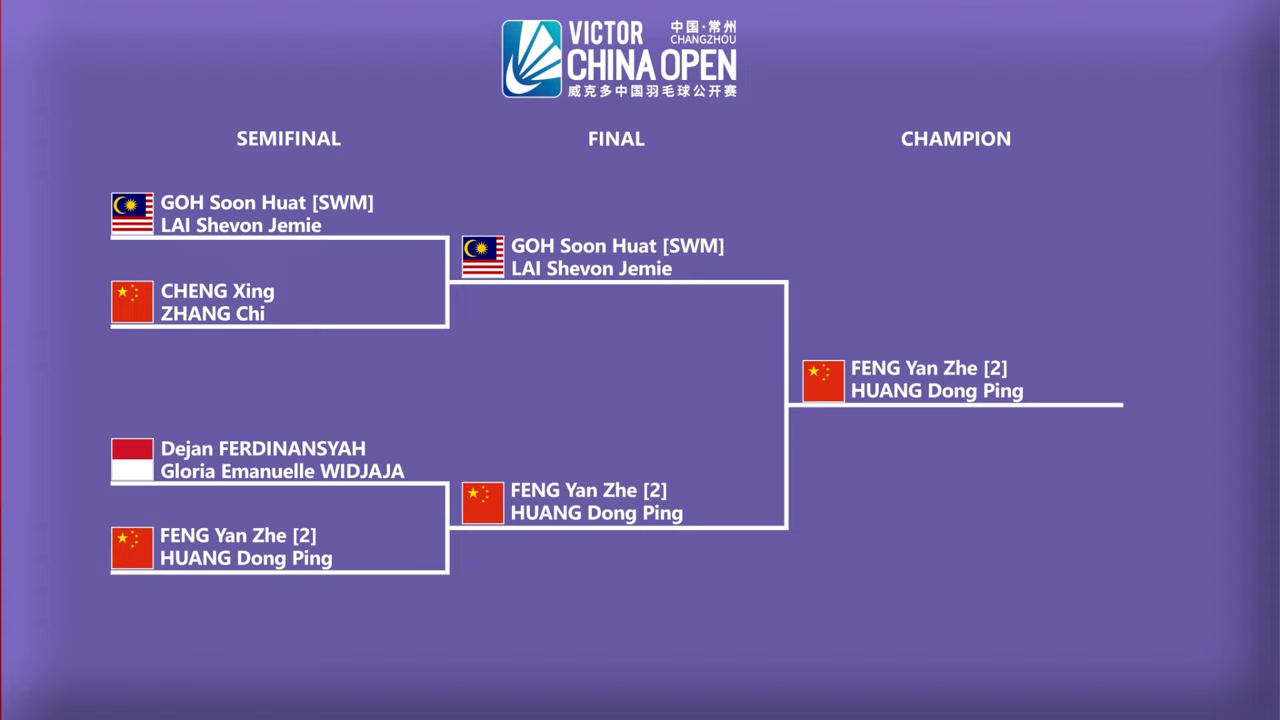 VICTOR 中国·常州
CHANGZHOU
CHINA OPEN
威克多中国羽毛球公开赛
SEMIFINAL
FINAL
CHAMPION
GOH Soon Huat [SWM]
LAI Shevon Jemie
CHENG Xing
ZHANG Chi
Dejan FERDINANSYAH
Gloria Emanuelle WIDJAJA
FENG Yan Zhe [2]
HUANG Dong Ping
GOH Soon Huat [SWM]
LAI Shevon Jemie
FENG Yan Zhe [2]
HUANG Dong Ping
FENG Yan Zhe [2]
HUANG Dong Ping